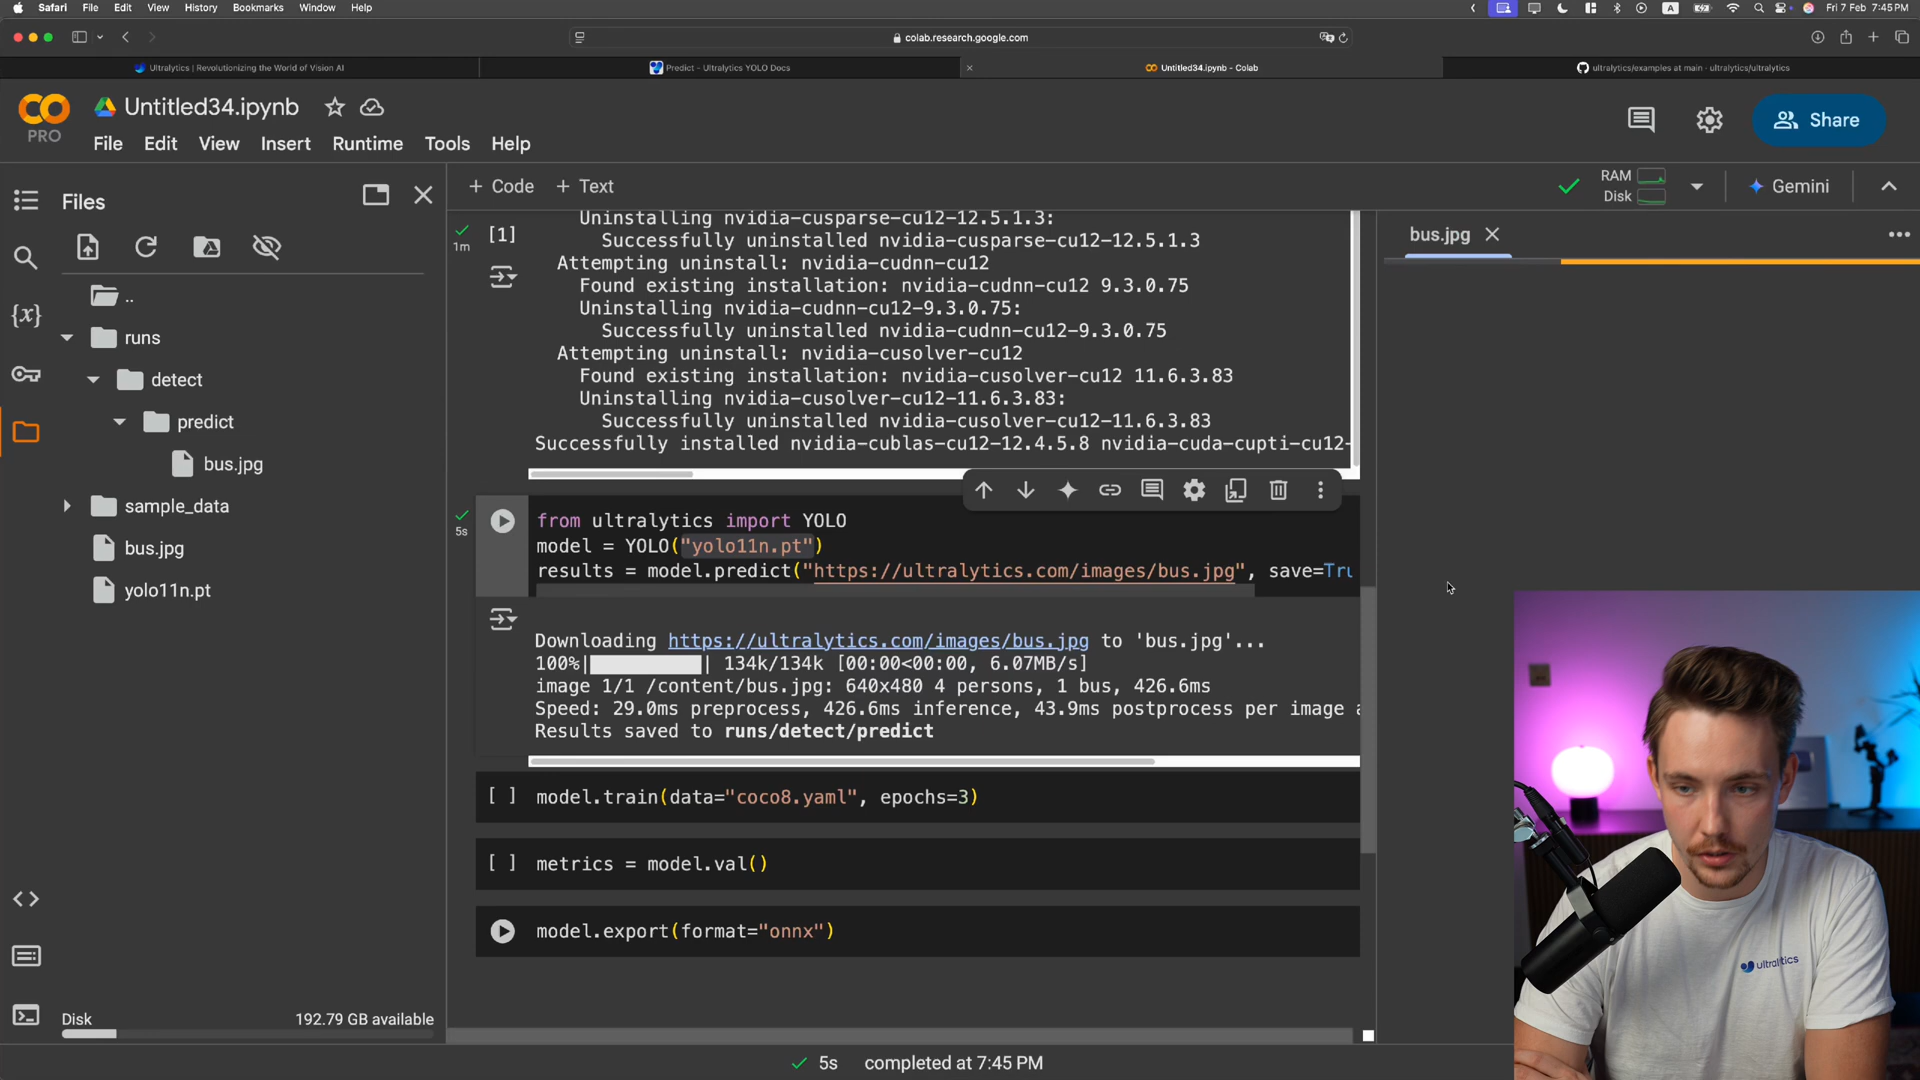 Safari File Edit View History Bookmarks Window Help
A
Fri 7 Feb 7:45 PM
colab.research.google.com
Ultralytics | Revolutionizing the World of Vision AI
Predict - Ultralytics YOLO Docs
Untitled34.ipynb - Colab
ultralytics/examples at main · ultralytics/ultralytics
PRO
Untitled34.ipynb
File Edit View Insert Runtime Tools Help
Share
Files
+ Code + Text
RAM
Disk
Gemini
..
runs
detect
predict
bus.jpg
sample_data
bus.jpg
yolo11n.pt
{x}
Disk 192.79 GB available
[1]
1m
Uninstalling nvidia-cusparse-cu12-12.5.1.3:
Successfully uninstalled nvidia-cusparse-cu12-12.5.1.3
Attempting uninstall: nvidia-cudnn-cu12
Found existing installation: nvidia-cudnn-cu12 9.3.0.75
Uninstalling nvidia-cudnn-cu12-9.3.0.75:
Successfully uninstalled nvidia-cudnn-cu12-9.3.0.75
Attempting uninstall: nvidia-cusolver-cu12
Found existing installation: nvidia-cusolver-cu12 11.6.3.83
Uninstalling nvidia-cusolver-cu12-11.6.3.83:
Successfully uninstalled nvidia-cusolver-cu12-11.6.3.83
Successfully installed nvidia-cublas-cu12-12.4.5.8 nvidia-cuda-cupti-cu12-
5s
from ultralytics import YOLO
model = YOLO("yolo11n.pt")
results = model.predict("https://ultralytics.com/images/bus.jpg", save=Tru
Downloading https://ultralytics.com/images/bus.jpg to 'bus.jpg'...
100%| | 134k/134k [00:00<00:00, 6.07MB/s]
image 1/1 /content/bus.jpg: 640x480 4 persons, 1 bus, 426.6ms
Speed: 29.0ms preprocess, 426.6ms inference, 43.9ms postprocess per image a
Results saved to runs/detect/predict
[ ] model.train(data="coco8.yaml", epochs=3)
[ ] metrics = model.val()
model.export(format="onnx")
bus.jpg
ultralytics
5s completed at 7:45 PM